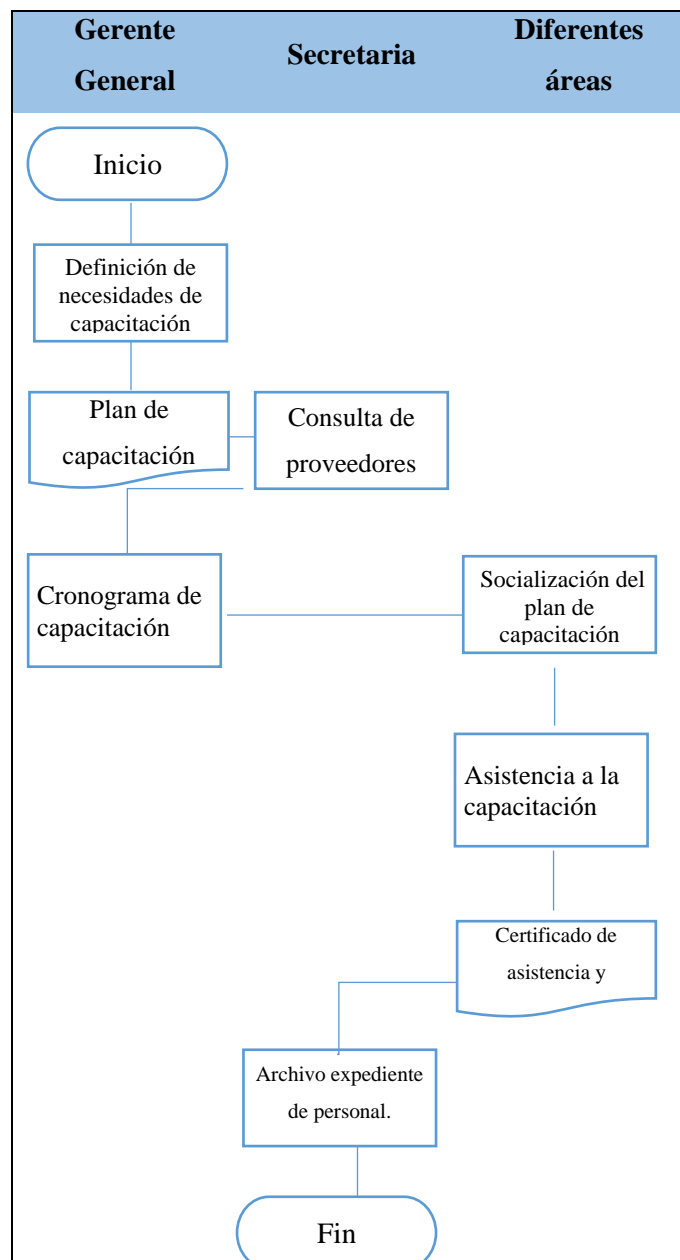 Gerente
General
Secretaria
Diferentes
áreas
Inicio
Definición de
necesidades de
capacitación
Plan de
capacitación
Consulta de
proveedores
Cronograma de
capacitación
Socialización del
plan de
capacitación
Asistencia a la
capacitación
Certificado de
asistencia y
Archivo expediente
de personal.
Fin